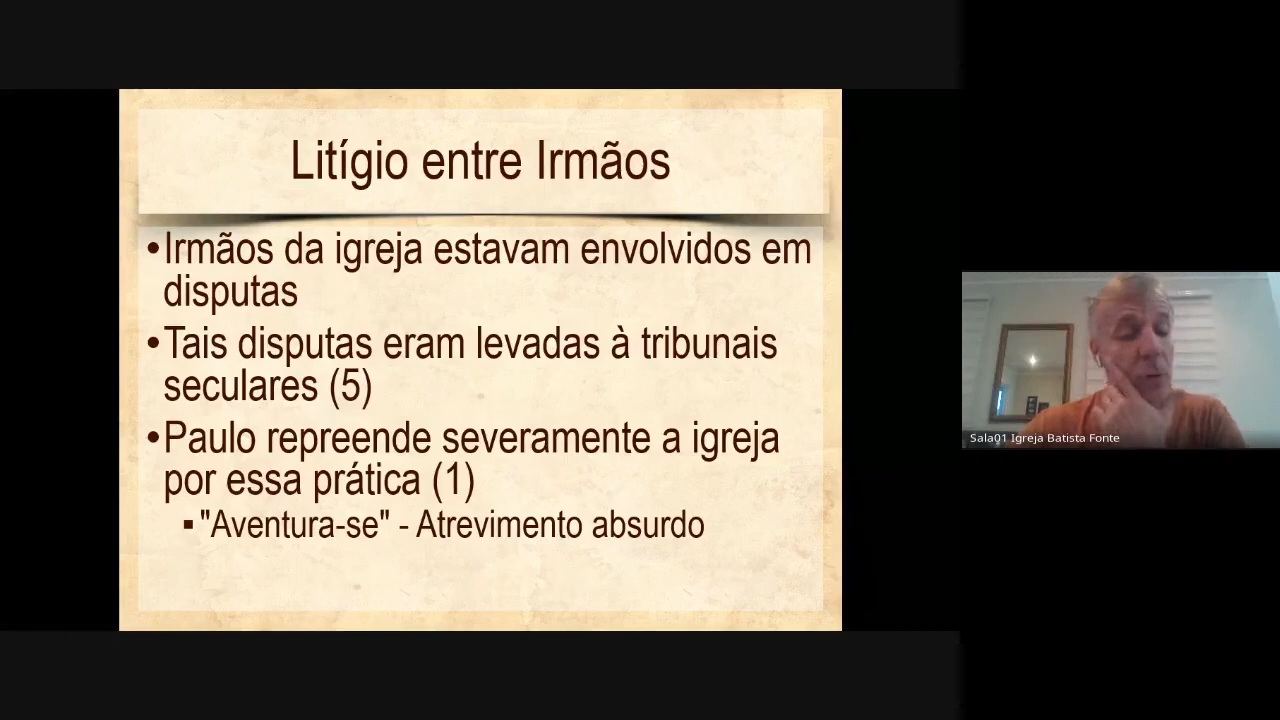 Litígio entre Irmãos
•Irmãos da igreja estavam envolvidos em
disputas
•Tais disputas eram levadas à tribunais
seculares (5)
•Paulo repreende severamente a igreja
por essa prática (1)
▪"Aventura-se" - Atrevimento absurdo
Sala01 Igreja Batista Fonte